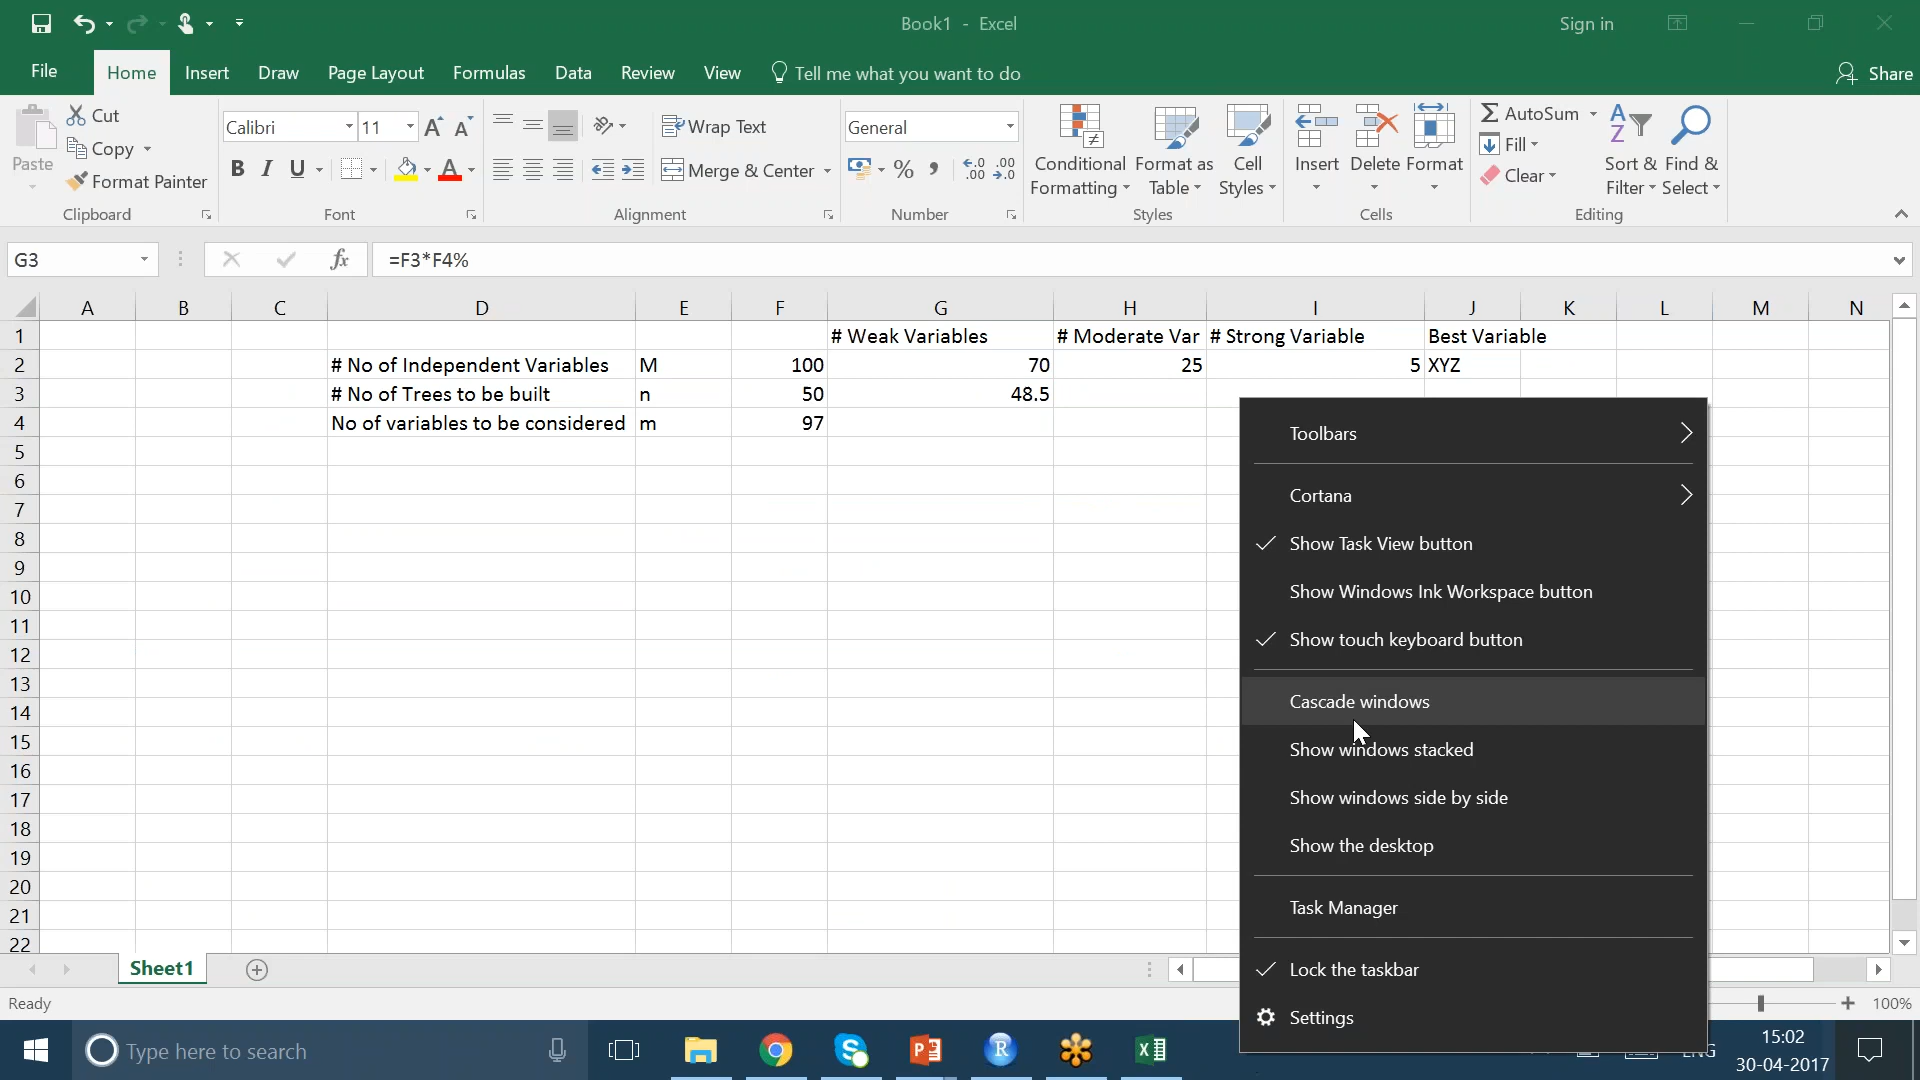 Book1 - Excel
Sign in
File Home Insert Draw Page Layout Formulas Data Review View Tell me what you want to do Share
Paste
Cut
Copy
Format Painter
Clipboard
Calibri 11
B I U
Font
Wrap Text
Merge & Center
Alignment
General
% ,
Number
Conditional Formatting
Format as Table
Cell Styles
Styles
Insert Delete Format
Cells
AutoSum
Fill
Clear
Sort & Filter
Find & Select
Editing
G3 fx =F3*F4%
A B C D E F G H I J K L M N
1 # Weak Variables # Moderate Var # Strong Variable Best Variable
2 # No of Independent Variables M 100 70 25 5 XYZ
3 # No of Trees to be built n 50 48.5
4 No of variables to be considered m 97
5
6
7
8
9
10
11
12
13
14
15
16
17
18
19
20
21
22
Toolbars
Cortana
Show Task View button
Show Windows Ink Workspace button
Show touch keyboard button
Cascade windows
Show windows stacked
Show windows side by side
Show the desktop
Task Manager
Lock the taskbar
Settings
Sheet1
Ready
100%
Type here to search
ENG
15:02
30-04-2017